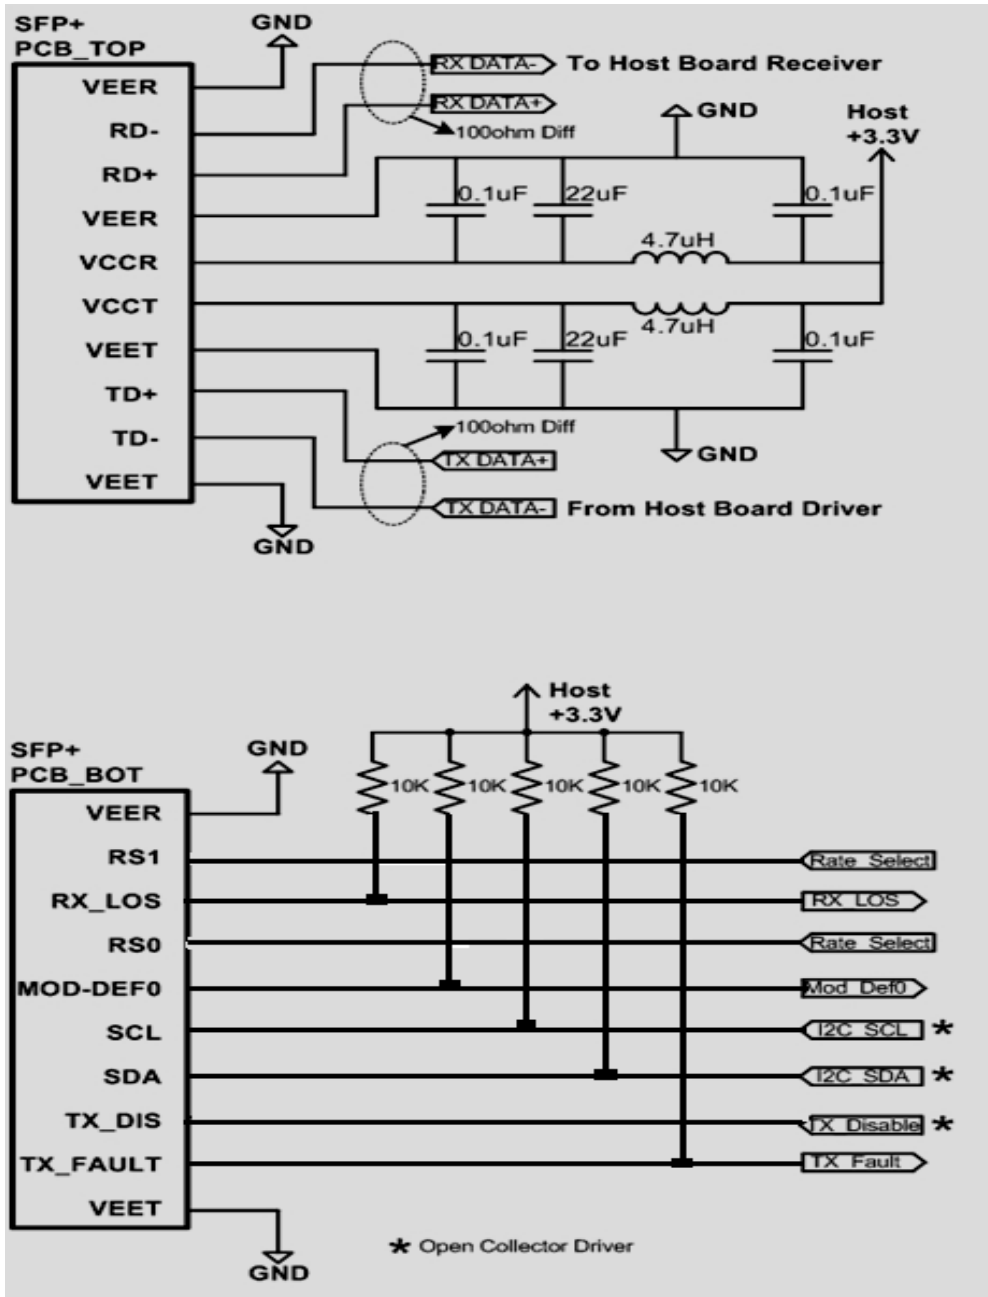 SFP+
PCB_TOP
GND
VEER
RD-
RD+
VEER
VCCR
VCCT
VEET
TD+
TD-
VEET
GND
RX DATA-
To Host Board Receiver
RX DATA+
100ohm Diff
GND
Host
+3.3V
0.1uF
22uF
0.1uF
4.7uH
4.7uH
0.1uF
22uF
0.1uF
100ohm Diff
GND
TX DATA+
TX DATA-
From Host Board Driver
SFP+
PCB_BOT
GND
Host
+3.3V
10K
10K
10K
10K
10K
VEER
RS1
RX_LOS
RS0
MOD-DEF0
SCL
SDA
TX_DIS
TX_FAULT
VEET
GND
Rate Select
RX LOS
Rate Select
Mod Def0
I2C SCL *
I2C SDA *
TX Disable *
TX Fault
* Open Collector Driver